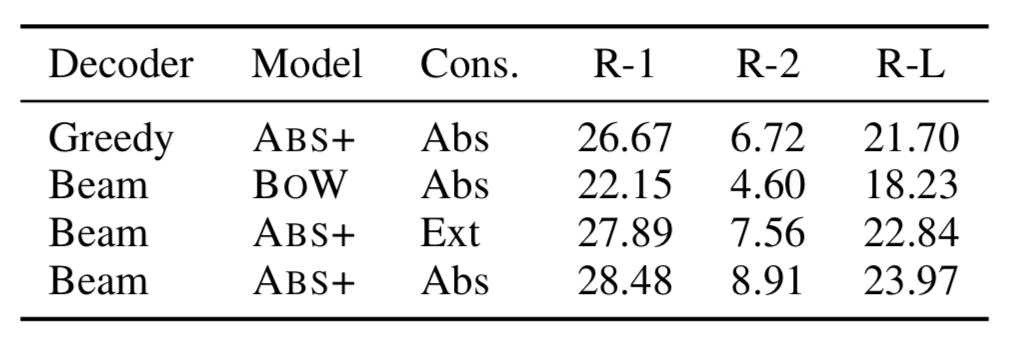 Decoder Model Cons. R-1 R-2 R-L
Greedy ABS+ Abs 26.67 6.72 21.70
Beam BOW Abs 22.15 4.60 18.23
Beam ABS+ Ext 27.89 7.56 22.84
Beam ABS+ Abs 28.48 8.91 23.97